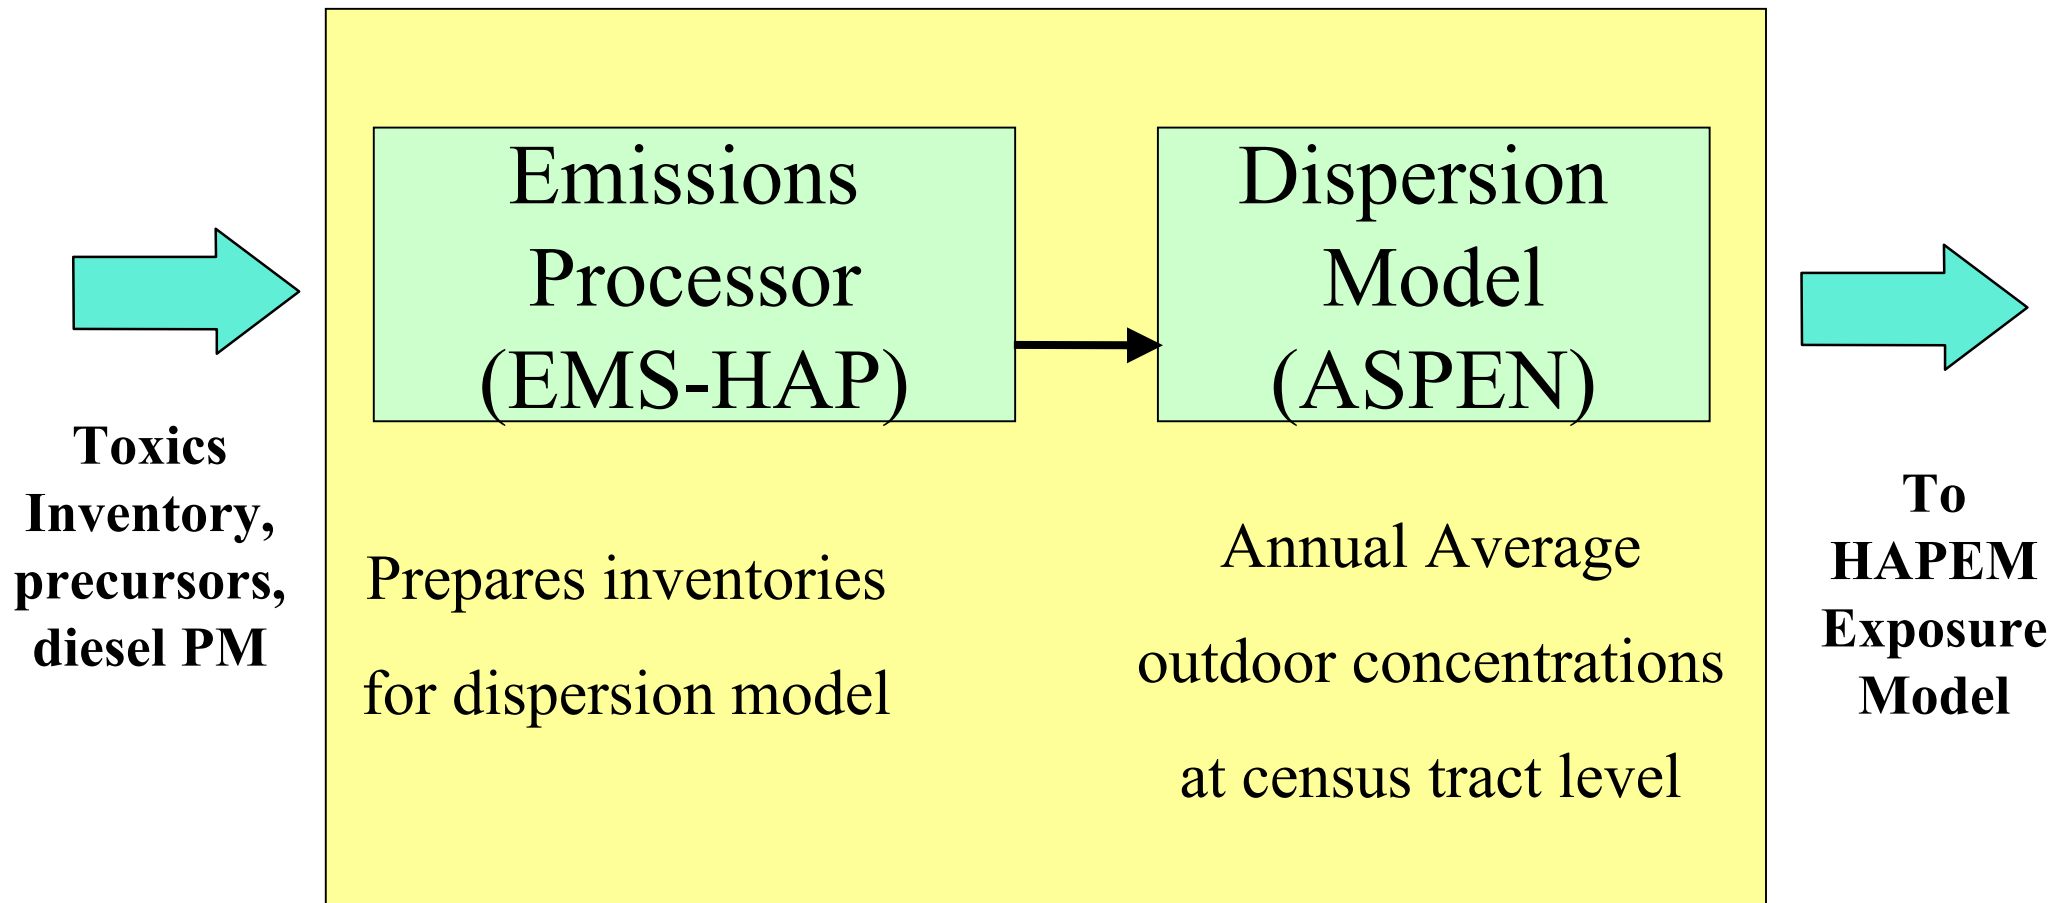 Toxics
Inventory,
precursors,
diesel PM
Emissions
Processor
(EMS-HAP)
Prepares inventories
for dispersion model
Dispersion
Model
(ASPEN)
Annual Average
outdoor concentrations
at census tract level
To
HAPEM
Exposure
Model